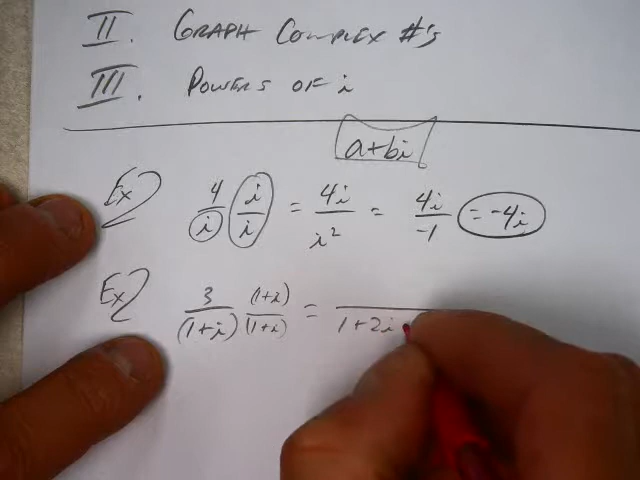 II. GRAPH COMPLEX #'s
III. POWERS OF i
a+bi
Ex 4/i i/i = 4i/i² = 4i/-1 = -4i
Ex 3/(1+i) (1+i)/(1+i) = 1+2i